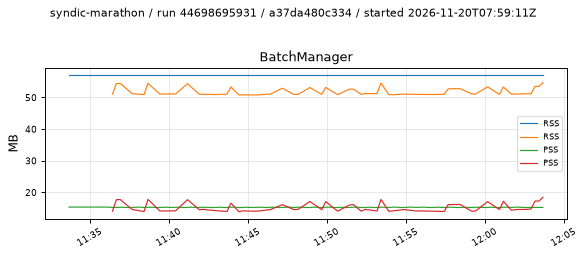 syndic-marathon / run 44698695931 / a37da480c334 / started 2026-11-20T07:59:11Z
BatchManager
MB
50
40
30
20
RSS
RSS
PSS
PSS
11:35
11:40
11:45
11:50
11:55
12:00
12:05